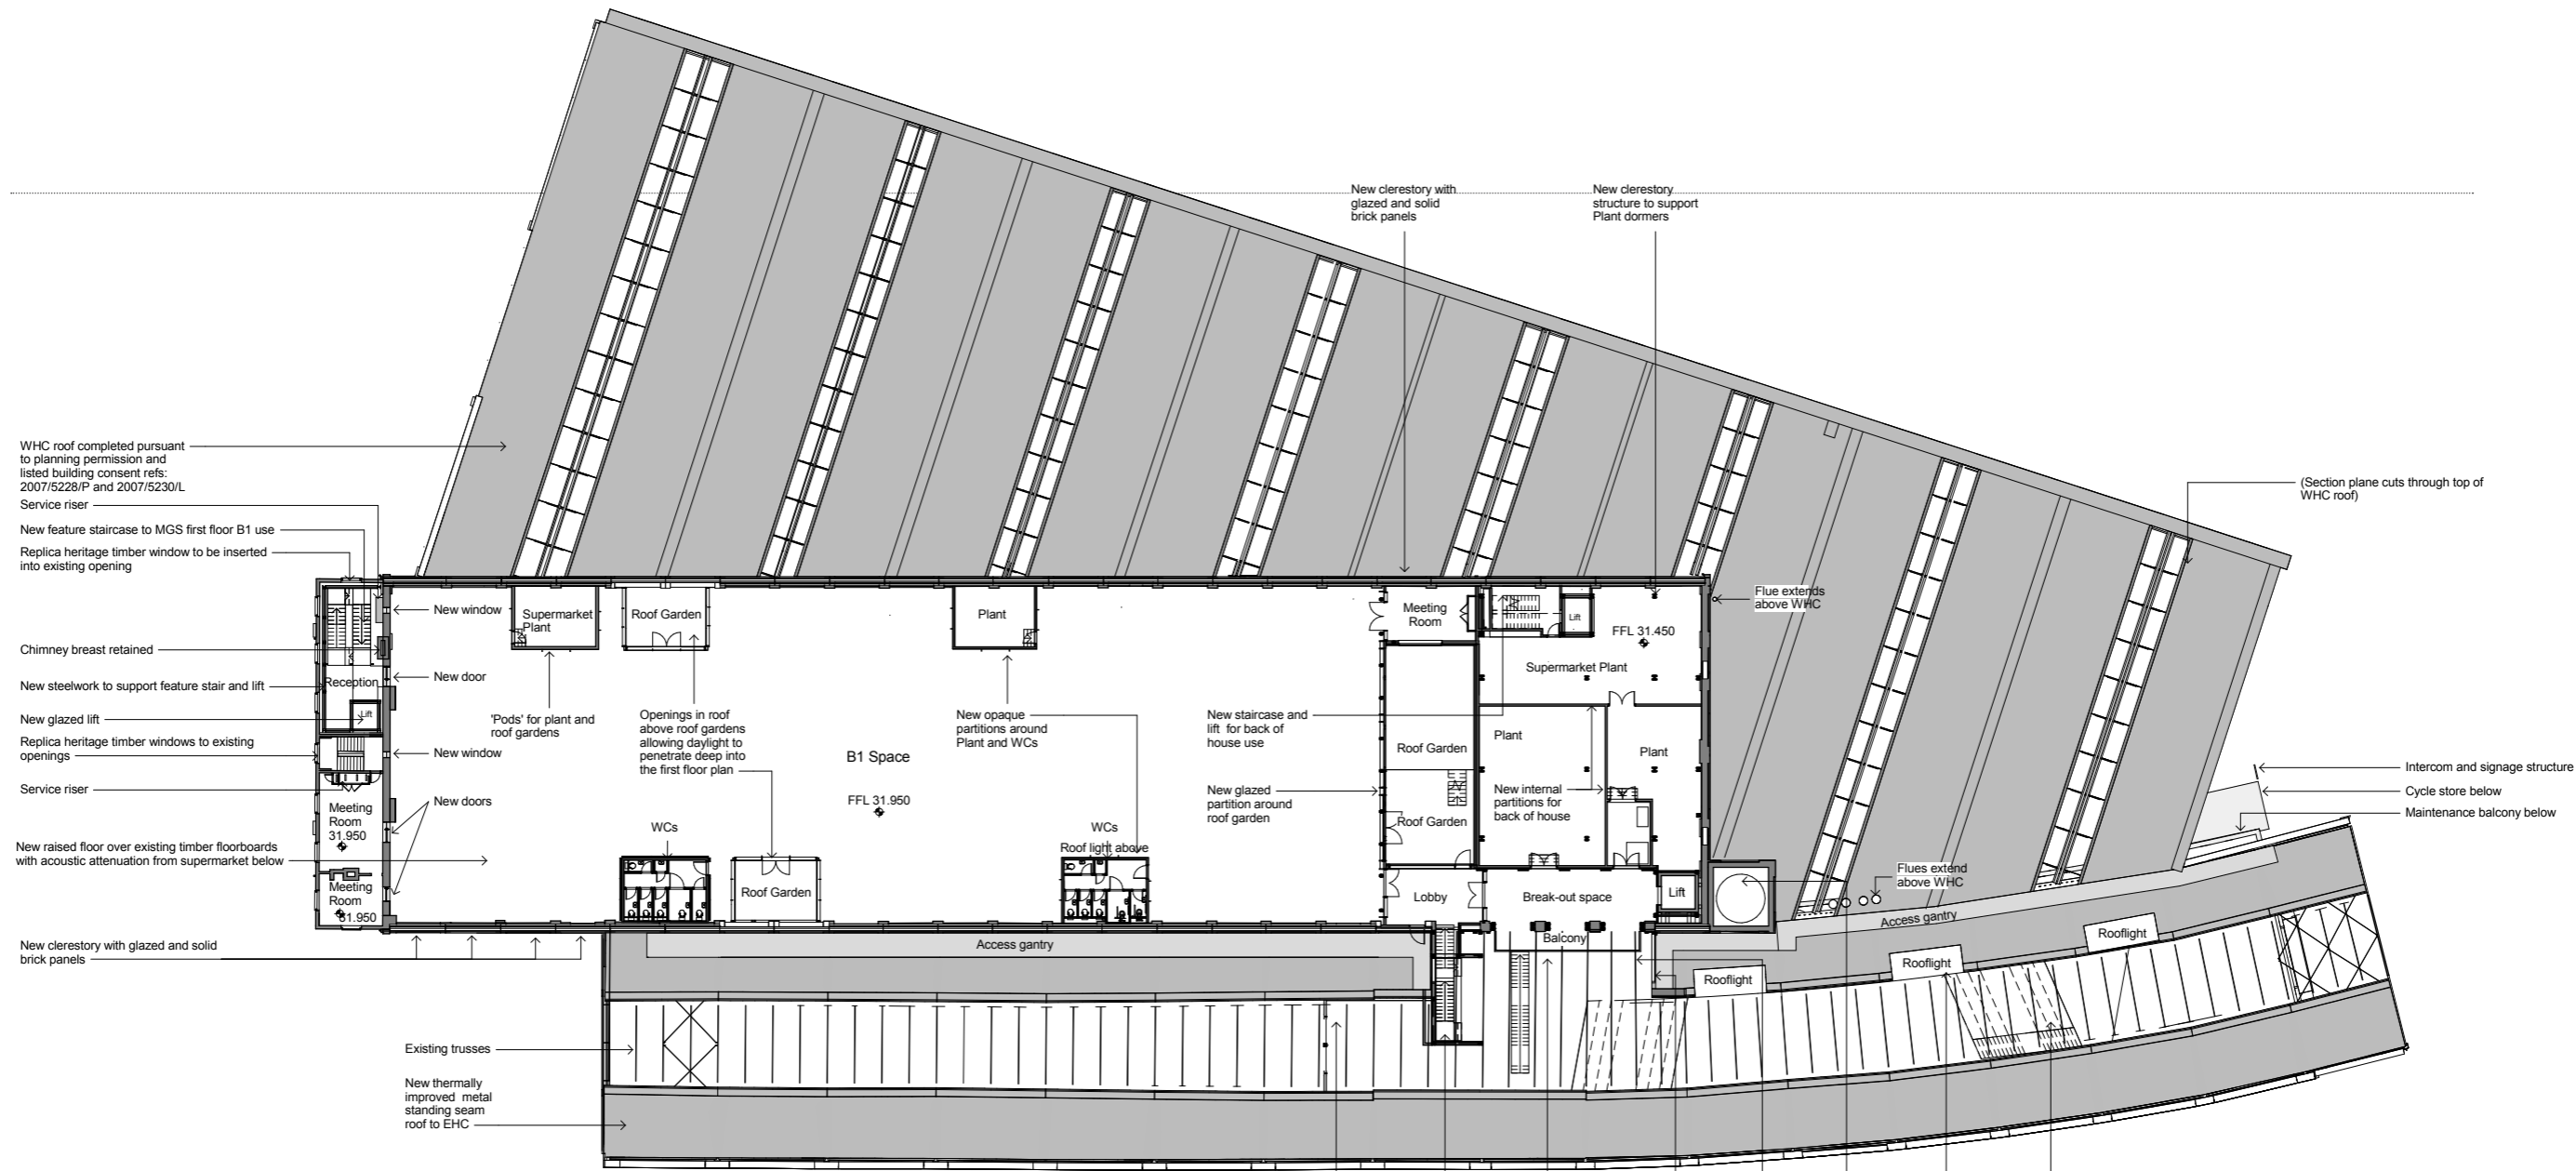 New clerestory with
glazed and solid
brick panels
New clerestory
structure to support
Plant dormers
WHC roof completed pursuant
to planning permission and
listed building consent refs:
2007/5228/P and 2007/5230/L
Service riser
New feature staircase to MGS first floor B1 use
Replica heritage timber window to be inserted
into existing opening
Chimney breast retained
New steelwork to support feature stair and lift
New glazed lift
Replica heritage timber windows to existing
openings
Service riser
New raised floor over existing timber floorboards
with acoustic attenuation from supermarket below
New clerestory with glazed and solid
brick panels
Reception
Lift
Meeting
Room
31.950
Meeting
Room
31.950
New window
New door
New window
New doors
Supermarket
Plant
Roof Garden
Plant
'Pods' for plant and
roof gardens
Openings in roof
above roof gardens
allowing daylight to
penetrate deep into
the first floor plan
B1 Space
FFL 31.950
New opaque
partitions around
Plant and WCs
WCs
Roof Garden
WCs
Roof light above
New staircase and
lift for back of
house use
New glazed
partition around
roof garden
Meeting
Room
Lift
FFL 31.450
Supermarket Plant
Roof Garden
Roof Garden
Plant
Plant
New internal
partitions for
back of house
Lobby
Break-out space
Lift
Balcony
Flue extends
above WHC
(Section plane cuts through top of
WHC roof)
Intercom and signage structure
Cycle store below
Maintenance balcony below
Flues extend
above WHC
Access gantry
Access gantry
Rooflight
Rooflight
Rooflight
Existing trusses
New thermally
improved metal
standing seam
roof to EHC